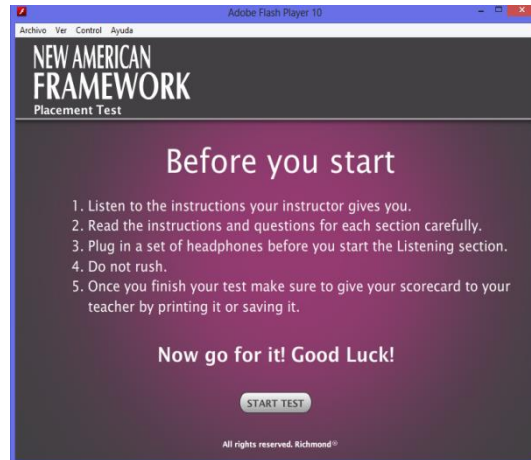 Adobe Flash Player 10
Archivo Ver Control Ayuda
NEW AMERICAN
FRAMEWORK
Placement Test
Before you start
1. Listen to the instructions your instructor gives you.
2. Read the instructions and questions for each section carefully.
3. Plug in a set of headphones before you start the Listening section.
4. Do not rush.
5. Once you finish your test make sure to give your scorecard to your
teacher by printing it or saving it.
Now go for it! Good Luck!
START TEST
All rights reserved. Richmond®